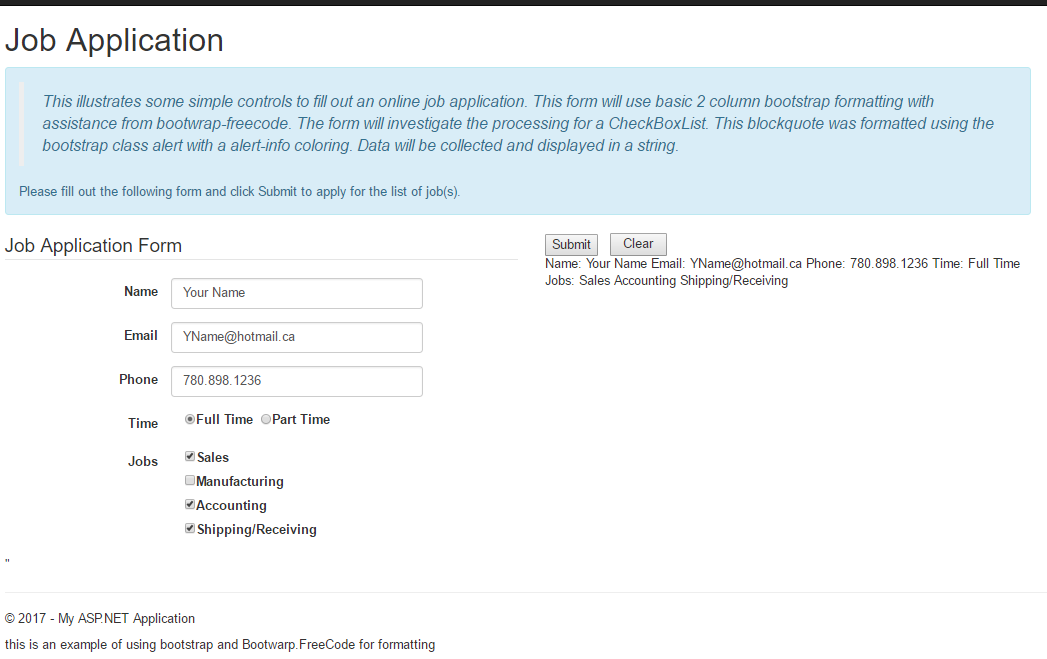 Job Application
This illustrates some simple controls to fill out an online job application. This form will use basic 2 column bootstrap formatting with
assistance from bootwrap-freecode. The form will investigate the processing for a CheckBoxList. This blockquote was formatted using the
bootstrap class alert with a alert-info coloring. Data will be collected and displayed in a string.
Please fill out the following form and click Submit to apply for the list of job(s).
Job Application Form
Name Your Name
Email YName@hotmail.ca
Phone 780.898.1236
Time Full Time Part Time
Jobs Sales
Manufacturing
Accounting
Shipping/Receiving
Submit Clear
Name: Your Name Email: YName@hotmail.ca Phone: 780.898.1236 Time: Full Time
Jobs: Sales Accounting Shipping/Receiving
"
© 2017 - My ASP.NET Application
this is an example of using bootstrap and Bootwarp.FreeCode for formatting